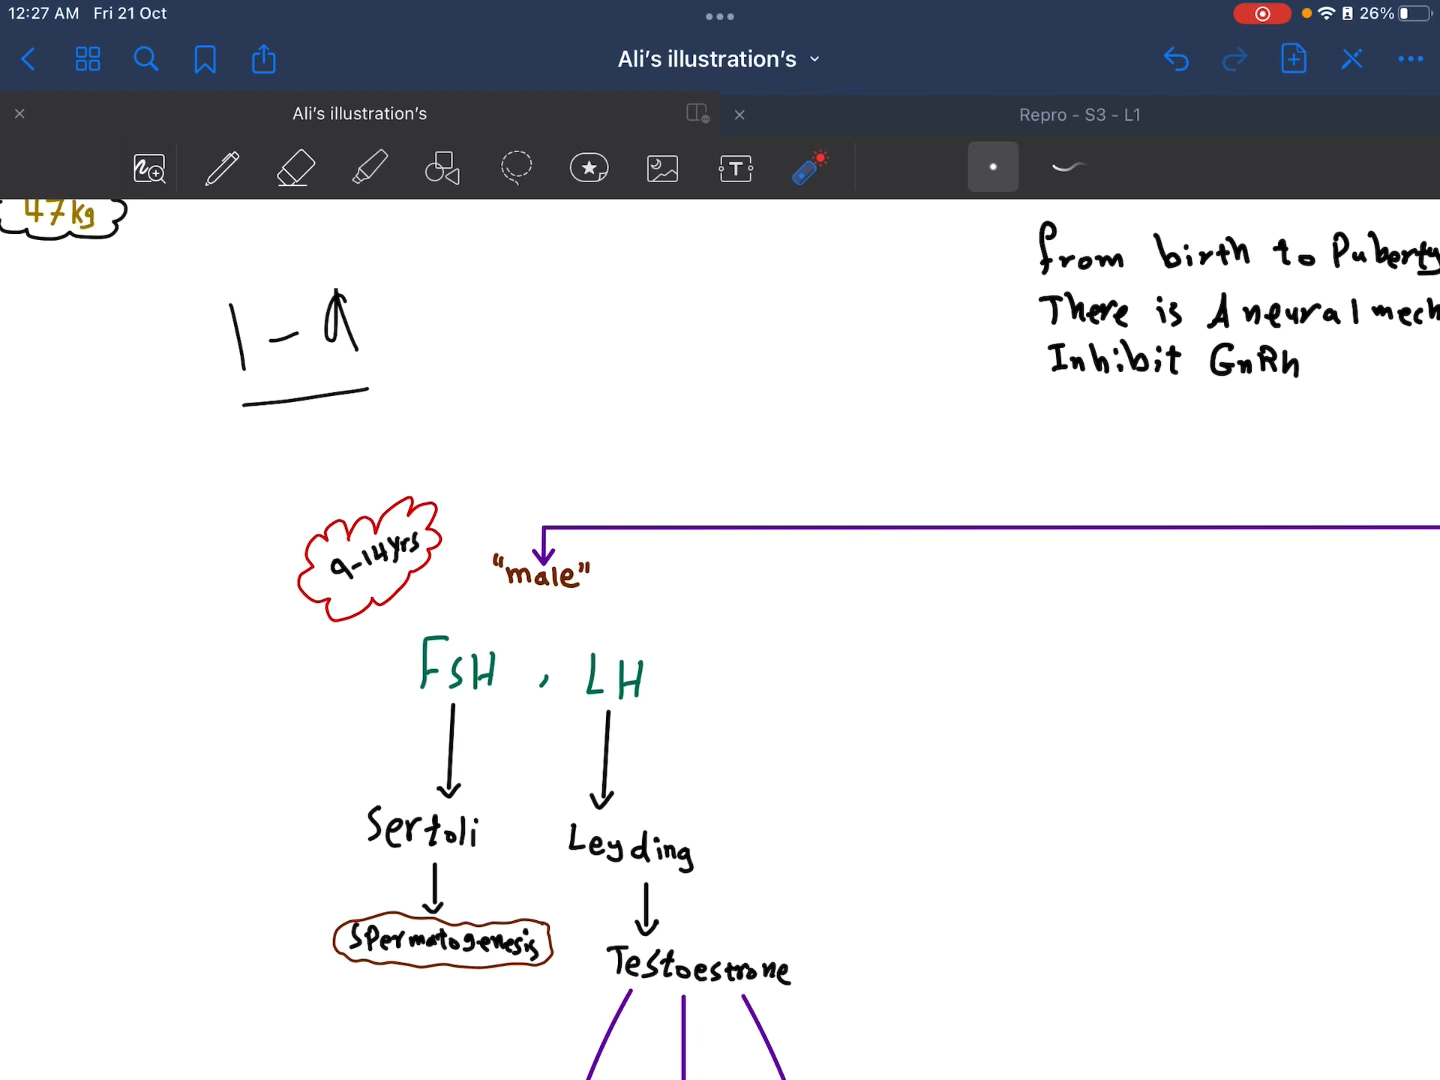 12:27 AM Fri 21 Oct
26%
Ali's illustration's
Ali's illustration's
Repro - S3 - L1
T
47kg
from birth to Puberty
There is A neural mech
Inhibit GnRh
9-14yrs
"male"
FSH , LH
Sertoli
Leyding
Spermatogenesis
Testoestrone